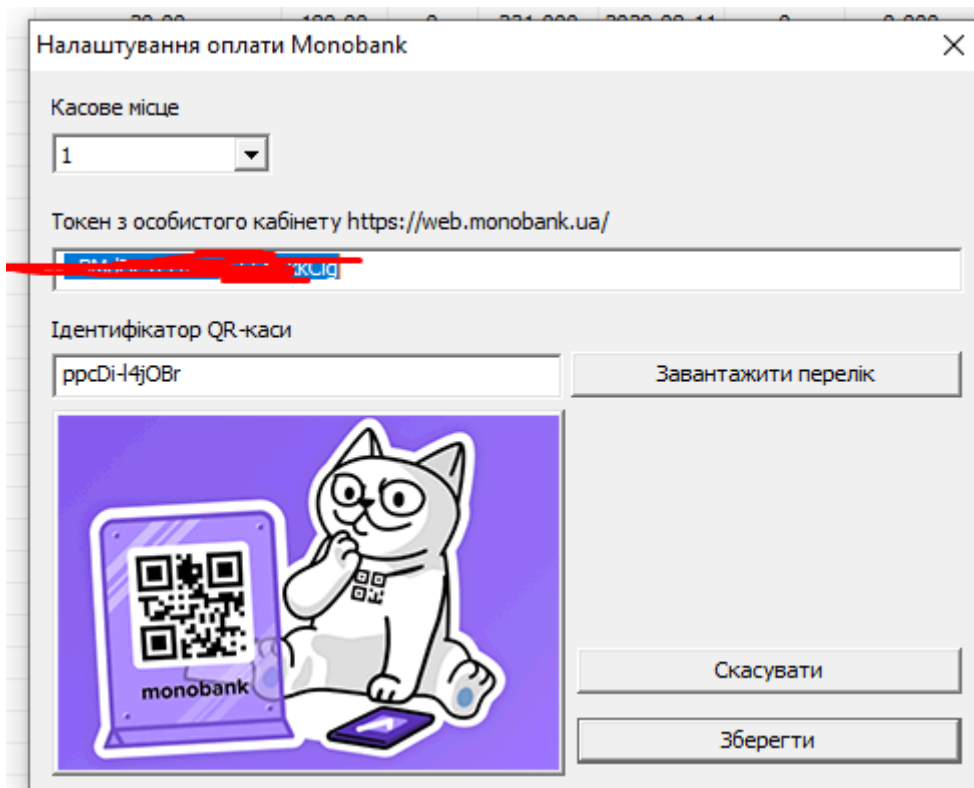 Налаштування оплати Monobank
Касове місце
1
Токен з особистого кабінету https://web.monobank.ua/
Ідентифікатор QR-каси
ppcDi-l4jOBr
Завантажити перелік
monobank
Скасувати
Зберегти